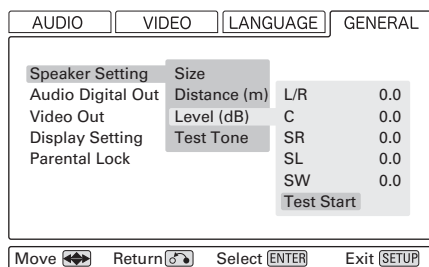 AUDIO VIDEO LANGUAGE GENERAL
Speaker Setting Size
Audio Digital Out Distance (m) L/R 0.0
Video Out Level (dB) C 0.0
Display Setting Test Tone SR 0.0
Parental Lock SL 0.0
SW 0.0
Test Start
Move Return Select ENTER Exit SETUP